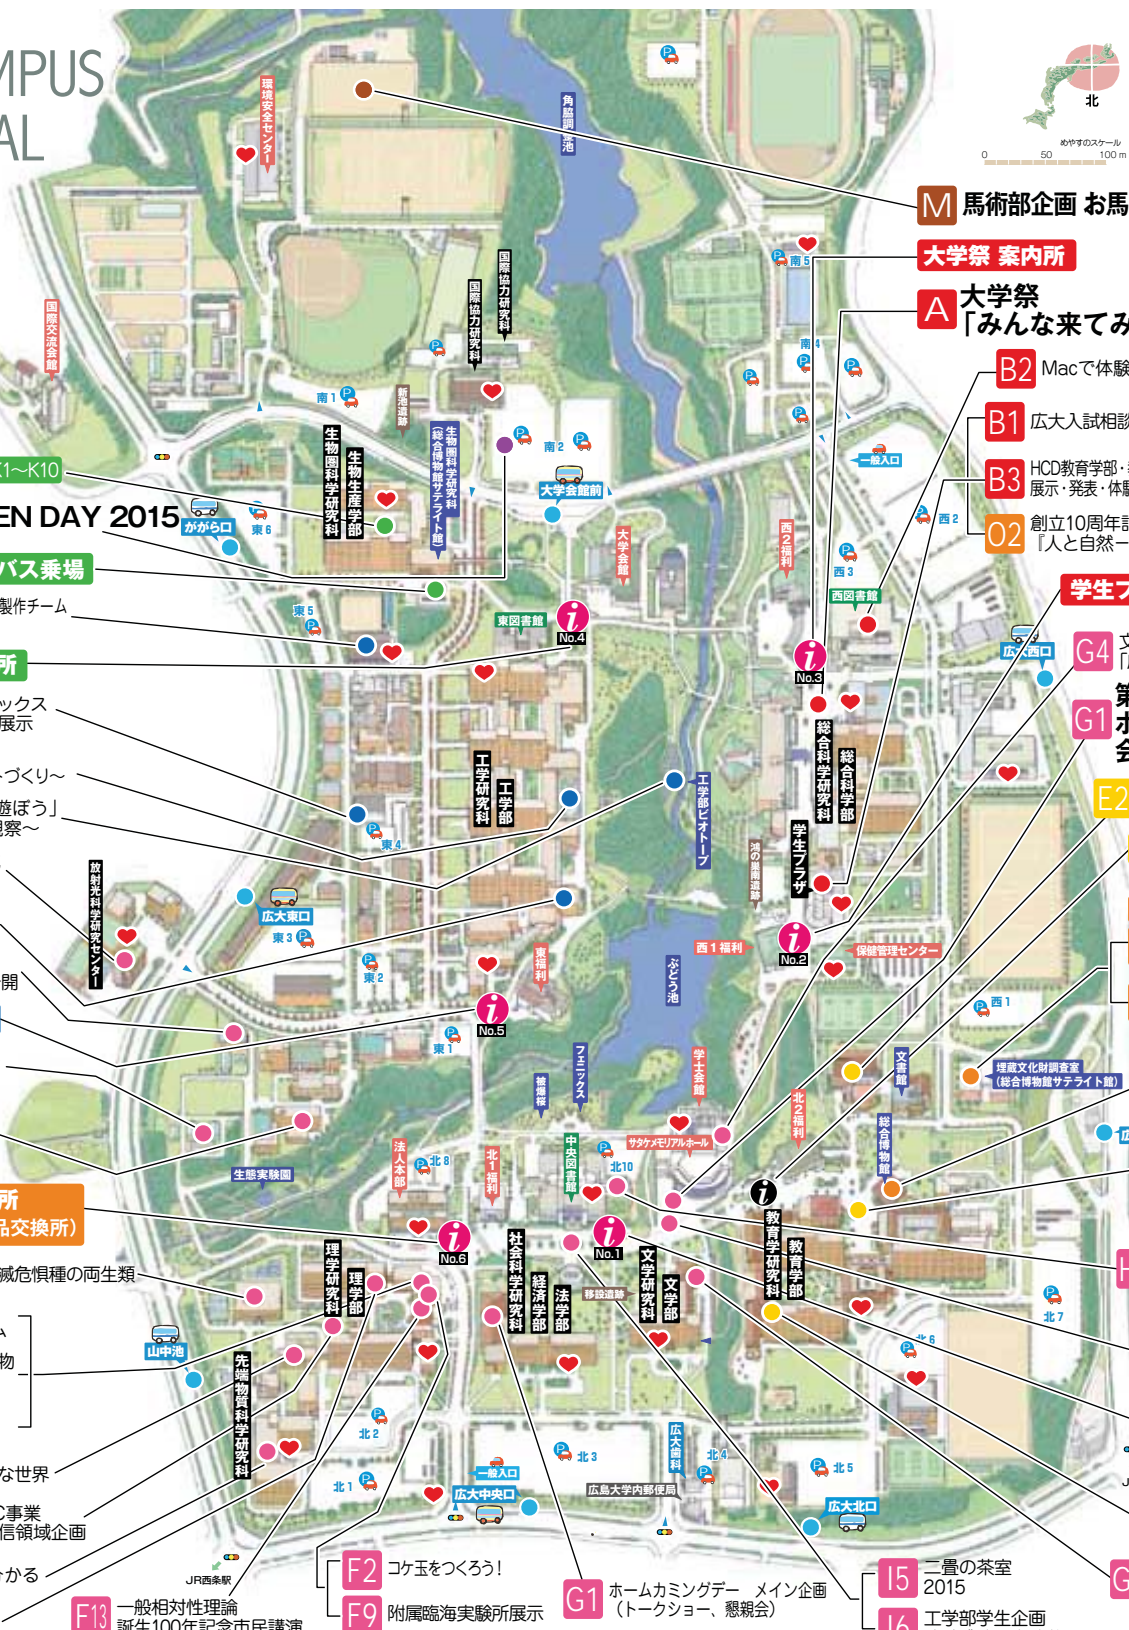 MPUS
AL
環境安全センター
角脇調整池
北
めやすのスケール
0 50 100 m
M 馬術部企画 お馬
大学祭 案内所
A 大学祭
「みんな来てみ
南5
国際協力研究科
国際協力研究科
国際交流会館
南4
B2 Macで体験
南1
新池遺跡
B1 広大入試相談
生物圏科学研究科
生物生産学部
生物圏科学研究科
(総合博物館サテライト館)
南2
一般入口
K1〜K10
大学会館前
B3 HCD教育学部・
展示・発表・体験
EN DAY 2015
ががら口
東6
西2
O2 創立10周年記
『人と自然ー
大学会館
西2福利
西3
バス乗場
学生プ
製作チーム
東5
東図書館
西図書館
No.4
広大西口
G4
所
No.3
ックス
展示
G1 第
ホ
会
総合科学研究科
総合科学部
づくり〜
工学研究科
工学部
工学部ビオトープ
E2
遊ぼう」
観察〜
東4
鴻の巣南遺跡
学生プラザ
放射光科学研究センター
広大東口
東3
東福利
西1福利
No.2
保健管理センター
東2
ぶどう池
開
No.5
西1
東1
フェニックス
被爆桜
学士会館
文書館
埋蔵文化財調査室
(総合博物館サテライト館)
北2福利
サタケメモリアルホール
総合博物館
広
生態実験園
法人本部
北8
北1福利
中央図書館
北10
所
品交換所)
No.6
No.1
教育学研究科
教育学部
滅危惧種の両生類
理学研究科
理学部
社会科学研究科
経済学部
法学部
移設遺跡
文学研究科
文学部
H
北7
ム
物
山中池
北6
先端物質科学研究科
な世界
北2
北3
広大歯科
北4
北5
一般入口
北1
広大中央口
広島大学内郵便局
広大北口
C事業
信領域企画
かる
JR西条駅
F2 コケ玉をつくろう!
F9 附属臨海実験所展示
F13 一般相対性理論
誕生100年記念市民講演
G1 ホームカミングデー メイン企画
(トークショー、懇親会)
I5 二畳の茶室
2015
I6 工学部学生企画
G